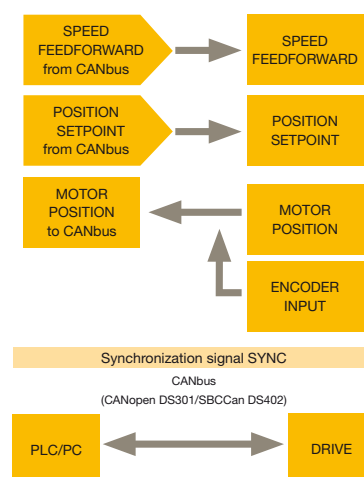 SPEED
FEEDFORWARD
from CANbus
SPEED
FEEDFORWARD
POSITION
SETPOINT
from CANbus
POSITION
SETPOINT
MOTOR
POSITION
to CANbus
MOTOR
POSITION
ENCODER
INPUT
Synchronization signal SYNC
CANbus
(CANopen DS301/SBCCan DS402)
PLC/PC
DRIVE